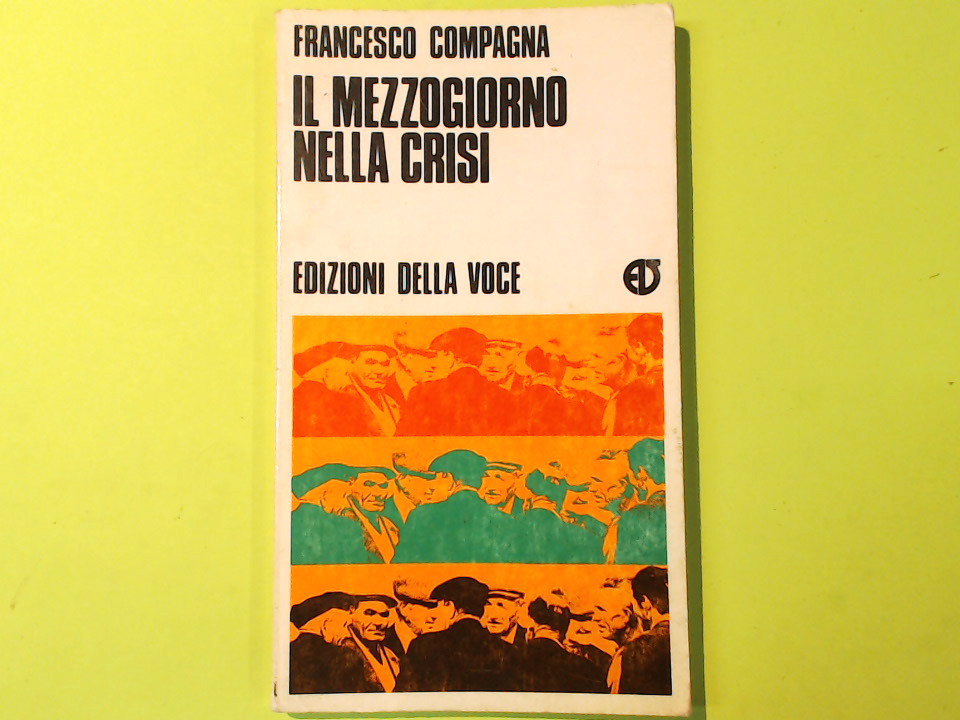 FRANCESCO COMPAGNA
IL MEZZOGIORNO
NELLA CRISI
EDIZIONI DELLA VOCE